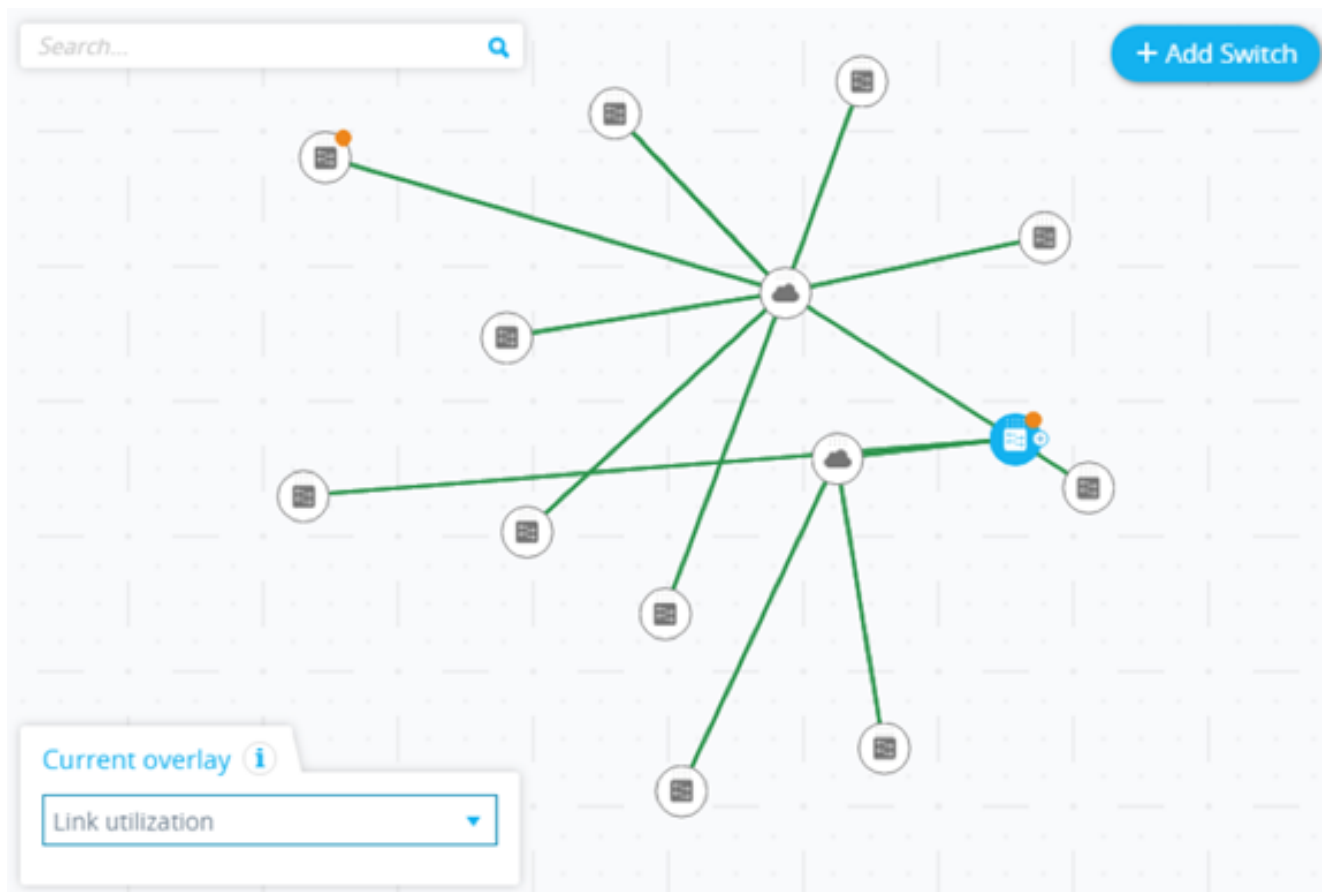 Search...
+ Add Switch
Current overlay i
Link utilization